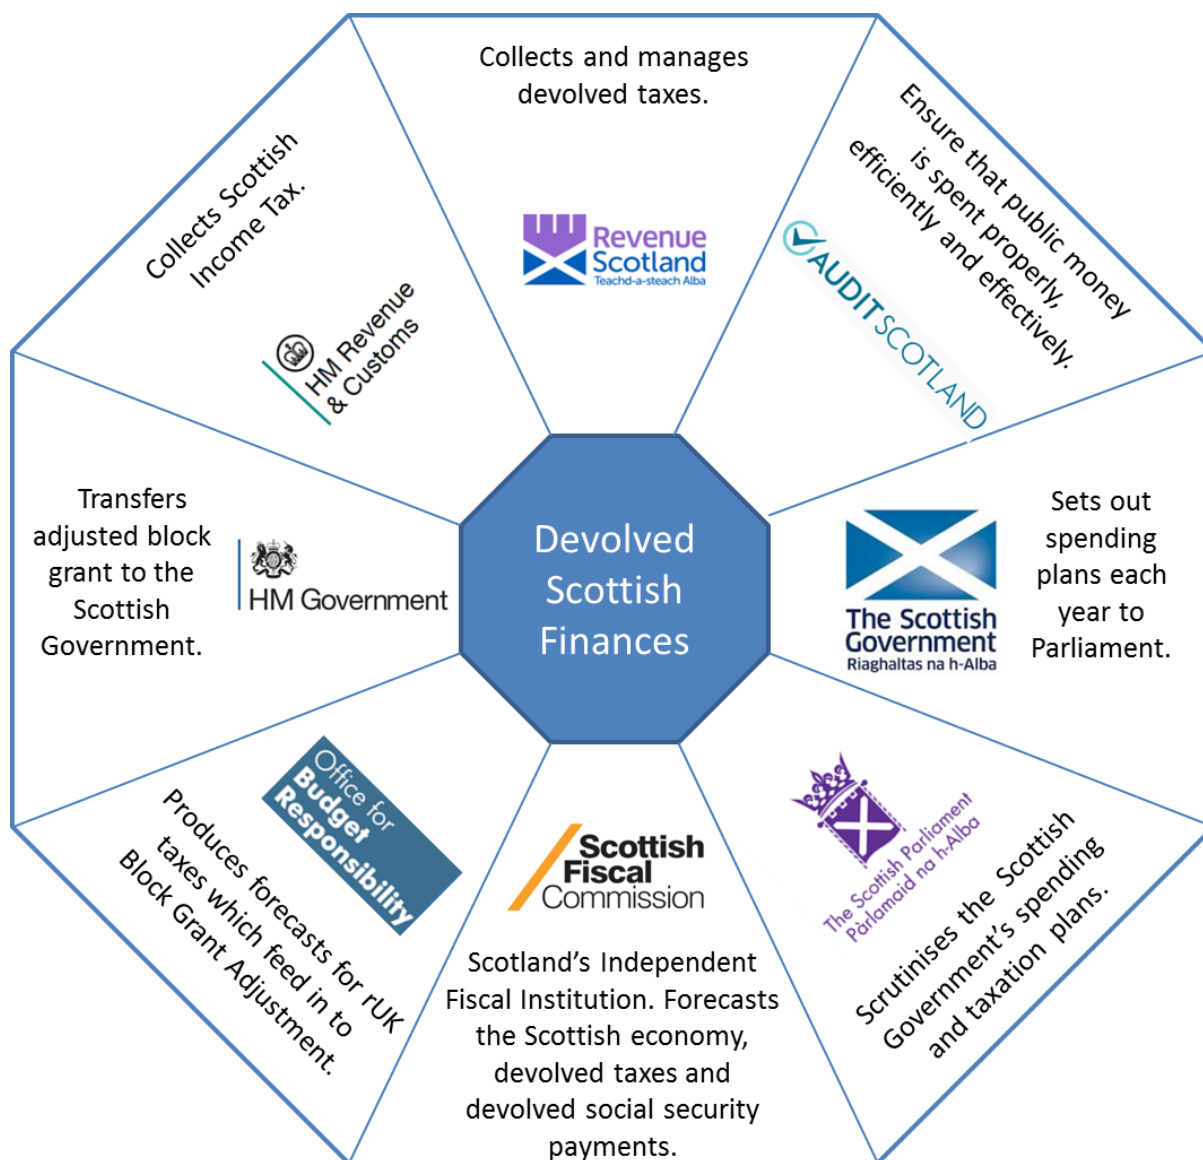 Collects and manages
devolved taxes.
Revenue
Scotland
Teachd-a-steach Alba
Ensure that public money
is spent properly,
efficiently and effectively.
AUDIT SCOTLAND
Sets out
spending
plans each
year to
Parliament.
The Scottish
Government
Riaghaltas na h-Alba
The Scottish Parliament
Pàrlamaid na h-Alba
Scrutinises the Scottish
Government’s spending
and taxation plans.
Scottish
Fiscal
Commission
Scotland’s Independent
Fiscal Institution. Forecasts
the Scottish economy,
devolved taxes and
devolved social security
payments.
Office for
Budget
Responsibility
Produces forecasts for rUK
taxes which feed in to
Block Grant Adjustment.
Transfers
adjusted block
grant to the
Scottish
Government.
HM Government
Collects Scottish
Income Tax.
HM Revenue
& Customs
Devolved
Scottish
Finances